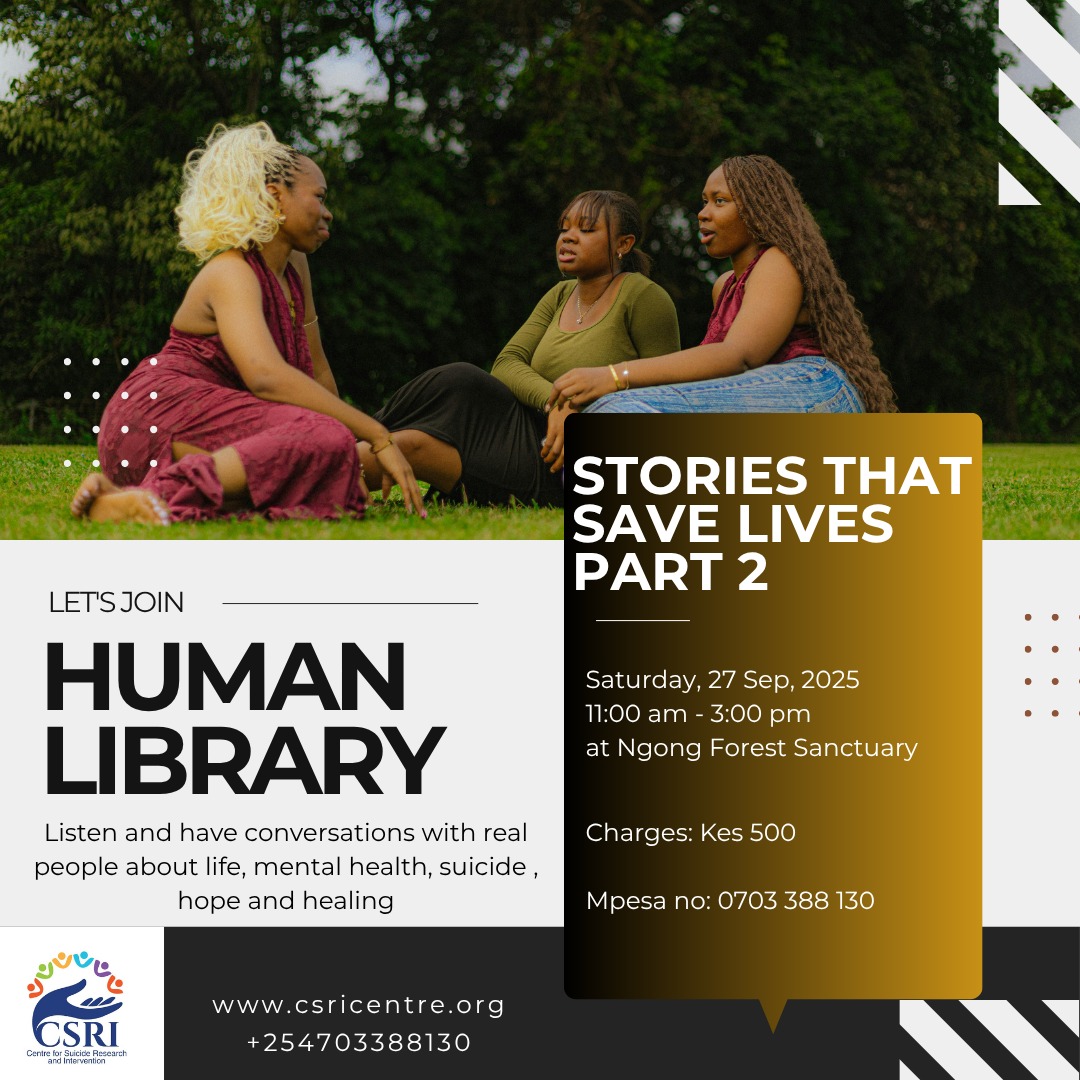 STORIES THAT
SAVE LIVES
PART 2
LET'S JOIN
HUMAN
LIBRARY
Listen and have conversations with real
people about life, mental health, suicide ,
hope and healing
Saturday, 27 Sep, 2025
11:00 am - 3:00 pm
at Ngong Forest Sanctuary
Charges: Kes 500
Mpesa no: 0703 388 130
CSRI
Centre for Suicide Research
and Intervention
www.csricentre.org
+254703388130